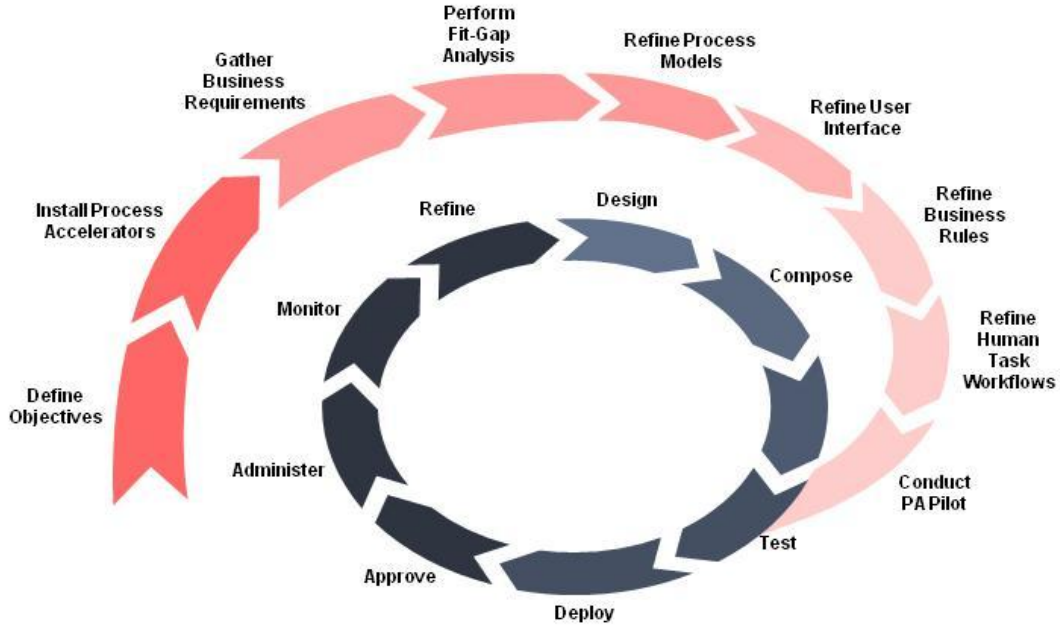 Define
Objectives
Install Process
Accelerators
Gather
Business
Requirements
Perform
Fit-Gap
Analysis
Refine Process
Models
Refine User
Interface
Refine
Business
Rules
Refine
Human
Task
Workflows
Conduct
PA Pilot
Design
Compose
Test
Deploy
Approve
Administer
Monitor
Refine